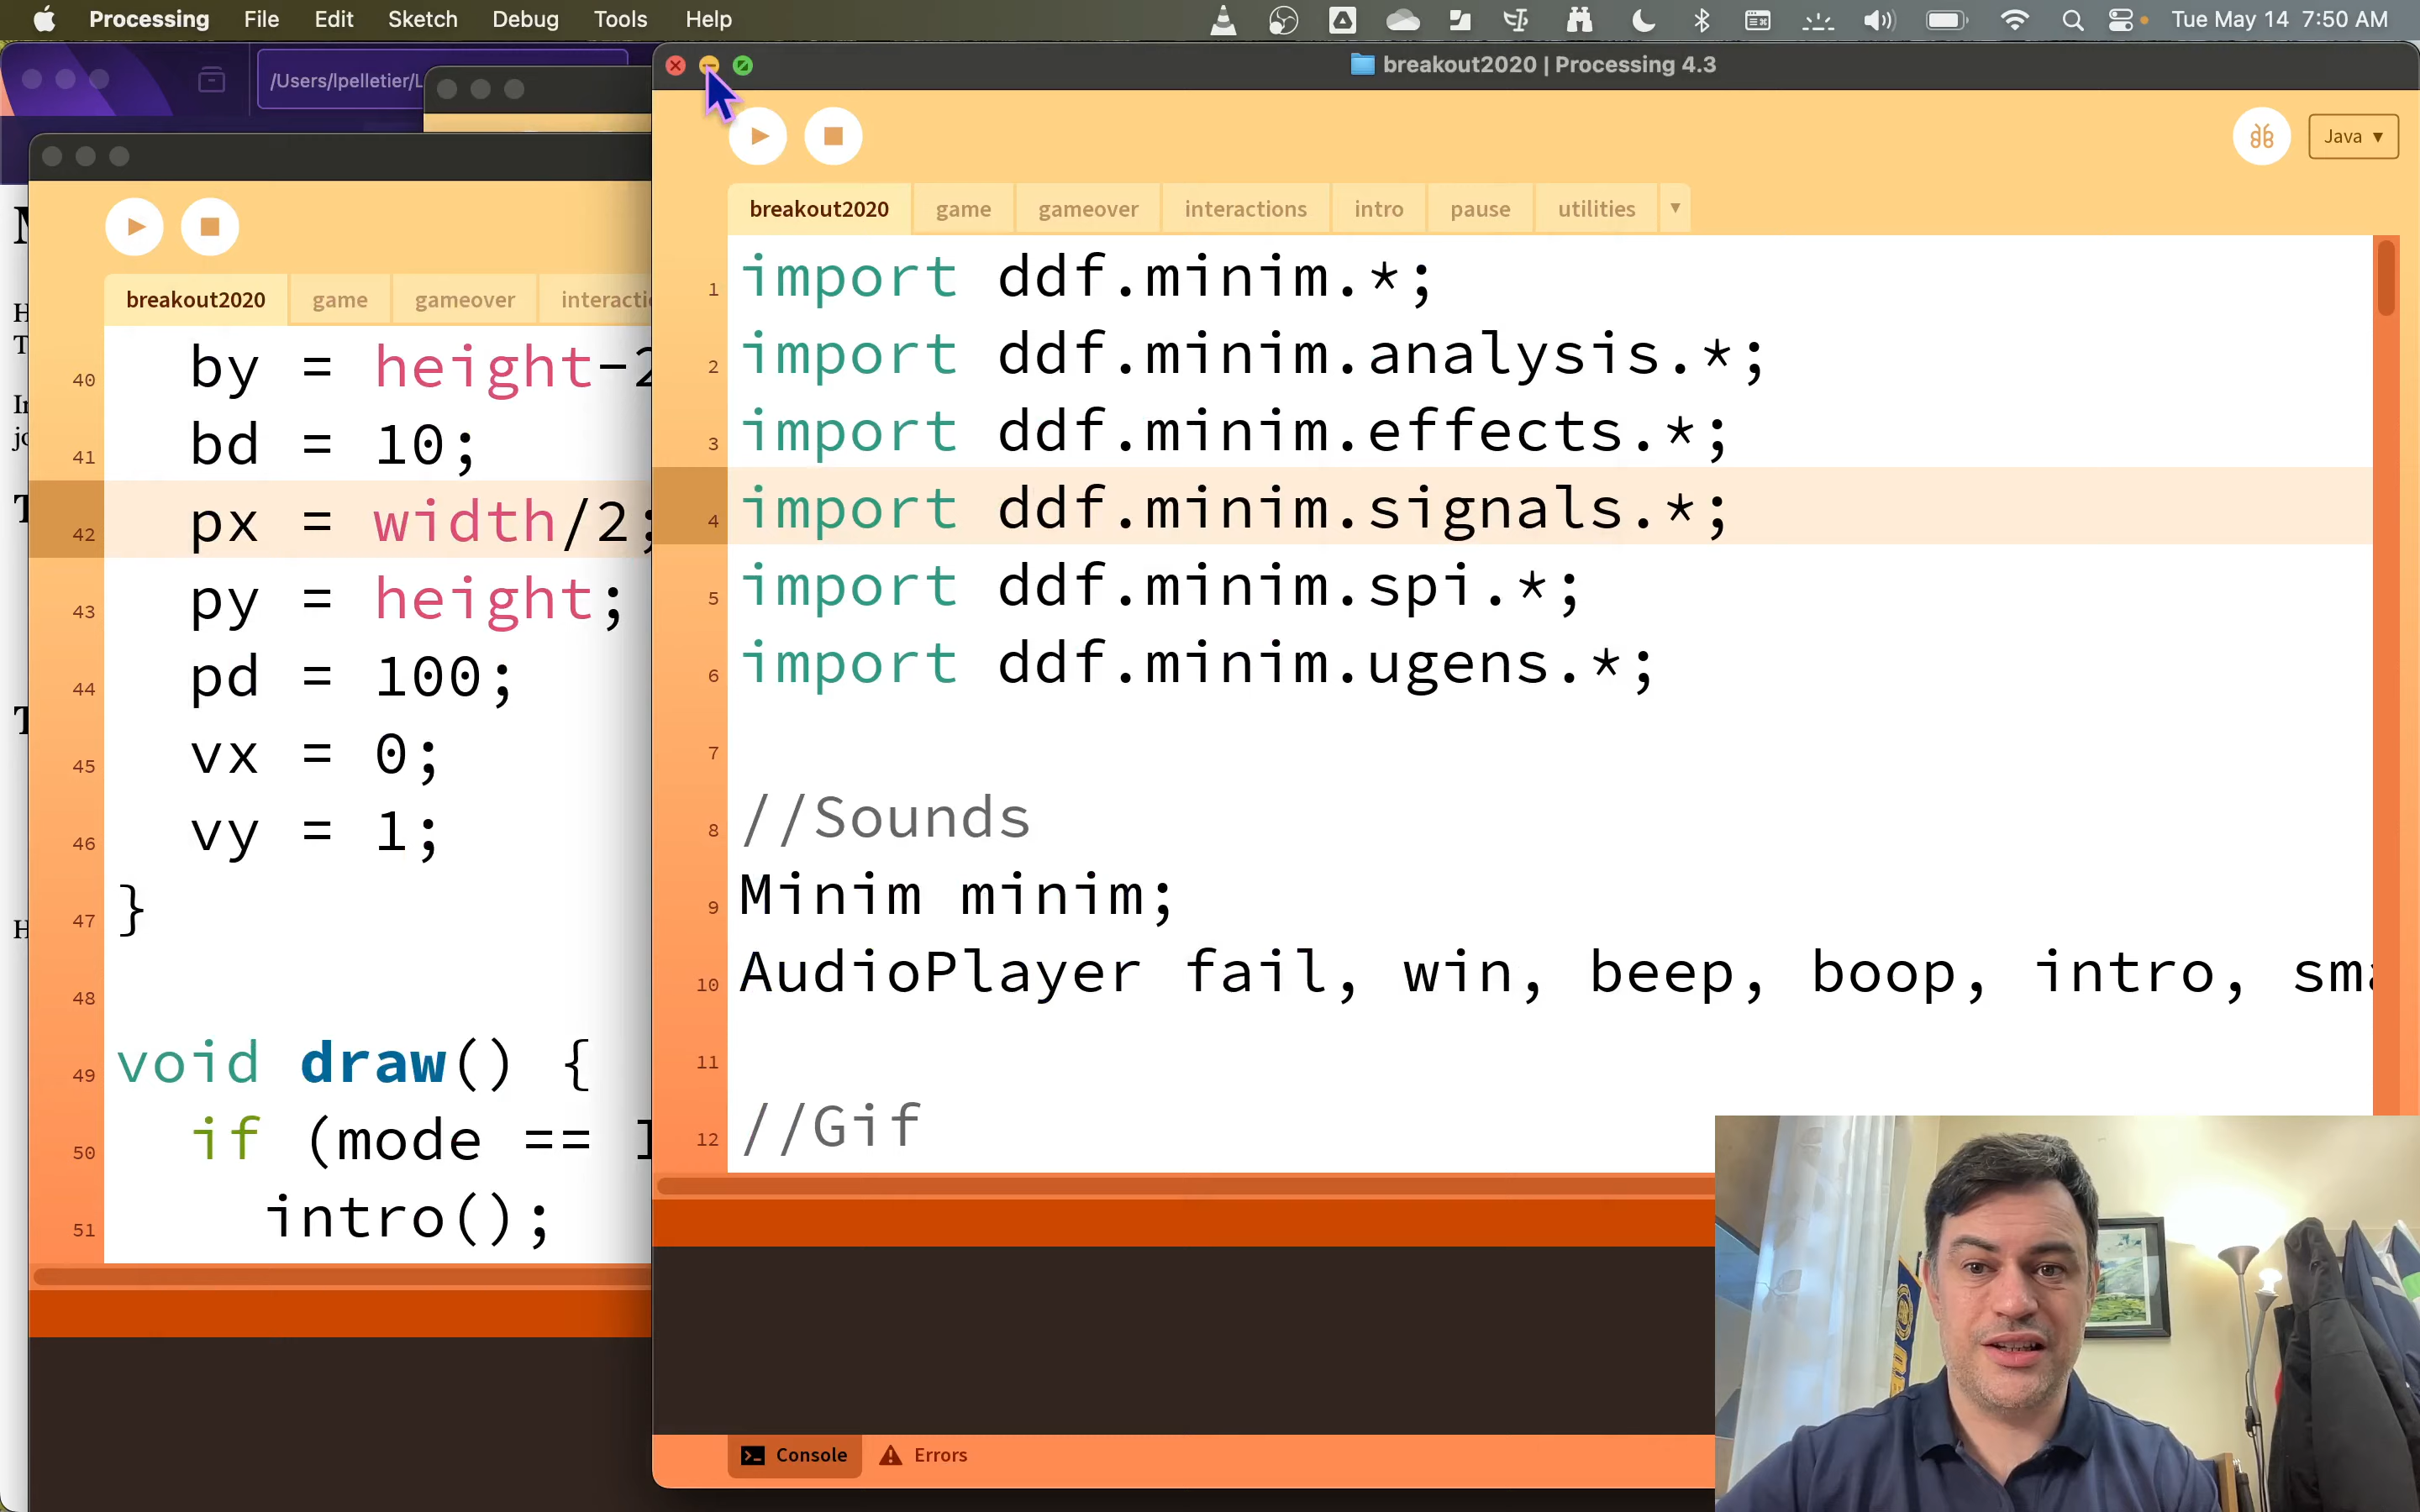 Processing File Edit Sketch Debug Tools Help Tue May 14 7:50 AM
/Users/lpelletier/L
breakout2020 | Processing 4.3
Java
breakout2020 game gameover interactions intro pause utilities
1 import ddf.minim.*;
2 import ddf.minim.analysis.*;
3 import ddf.minim.effects.*;
4 import ddf.minim.signals.*;
5 import ddf.minim.spi.*;
6 import ddf.minim.ugens.*;
7
8 //Sounds
9 Minim minim;
10 AudioPlayer fail, win, beep, boop, intro, sma
11
12 //Gif
Console Errors
breakout2020 game gameover interactio
40 by = height-2
41 bd = 10;
42 px = width/2;
43 py = height;
44 pd = 100;
45 vx = 0;
46 vy = 1;
47 }
48
49 void draw() {
50 if (mode == I
51 intro();